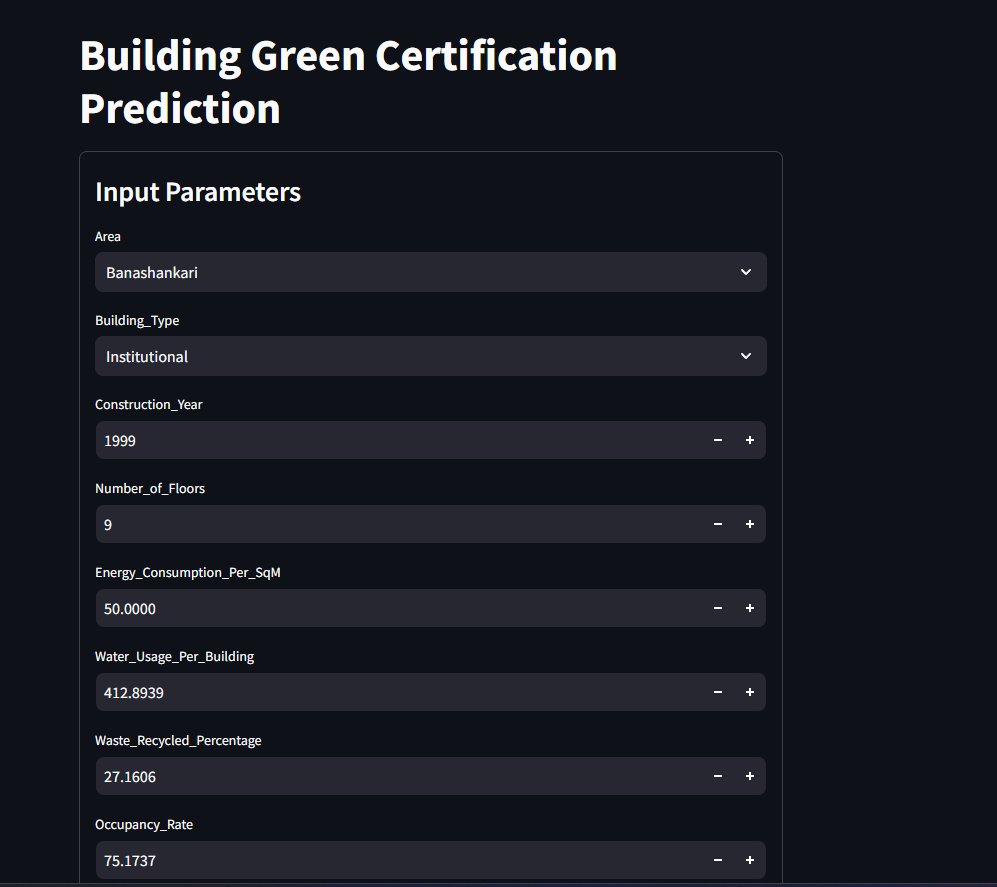 Building Green Certification
Prediction
Input Parameters
Area
Banashankari
Building_Type
Institutional
Construction_Year
1999
Number_of_Floors
9
Energy_Consumption_Per_SqM
50.0000
Water_Usage_Per_Building
412.8939
Waste_Recycled_Percentage
27.1606
Occupancy_Rate
75.1737